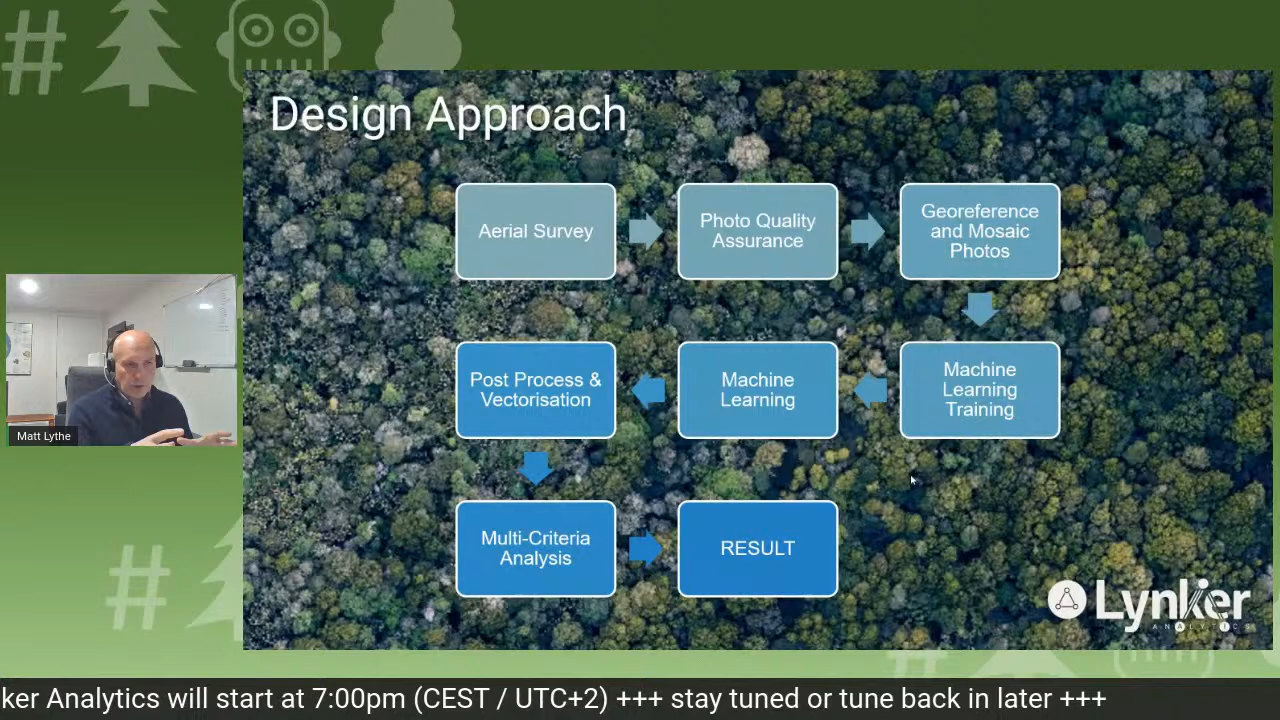 Design Approach
Aerial Survey
Photo Quality
Assurance
Georeference
and Mosaic
Photos
Post Process &
Vectorisation
Machine
Learning
Machine
Learning
Training
Multi-Criteria
Analysis
RESULT
Matt Lythe
Lynker
ANALYTICS
ker Analytics will start at 7:00pm (CEST / UTC+2) +++ stay tuned or tune back in later +++